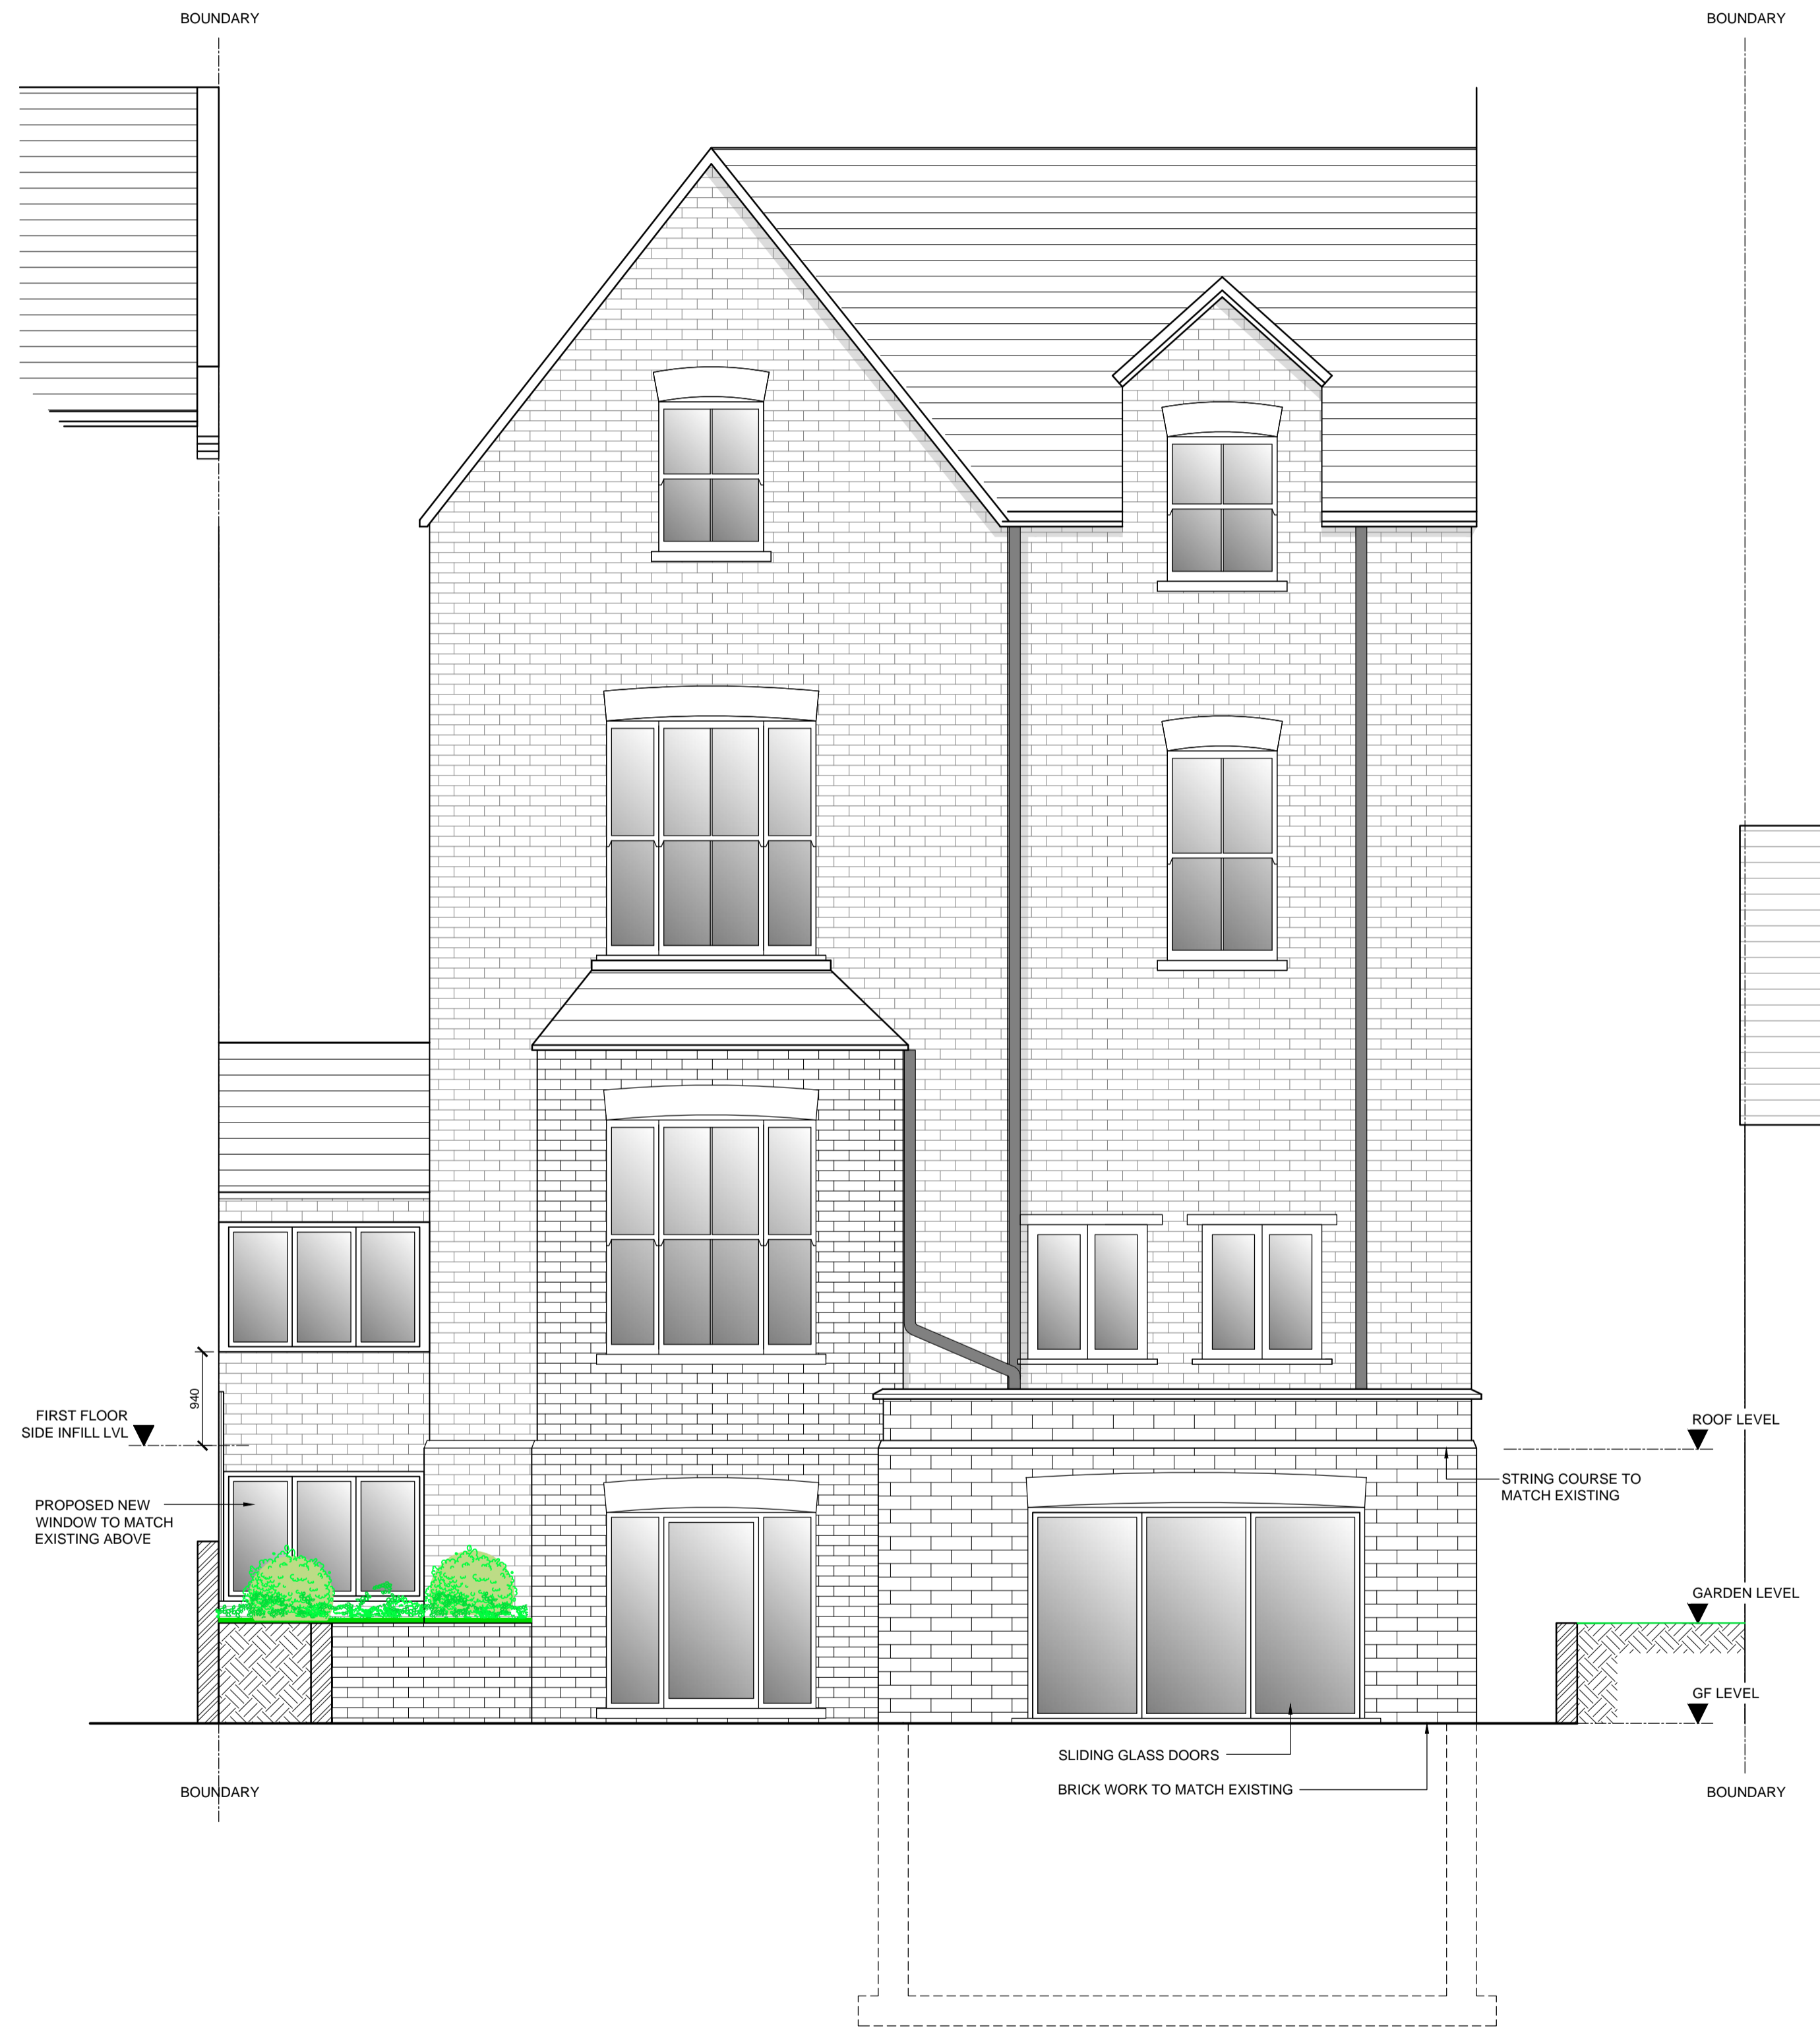 BOUNDARY
BOUNDARY
940
FIRST FLOOR
SIDE INFILL LVL
ROOF LEVEL
STRING COURSE TO
MATCH EXISTING
PROPOSED NEW
WINDOW TO MATCH
EXISTING ABOVE
GARDEN LEVEL
GF LEVEL
SLIDING GLASS DOORS
BRICK WORK TO MATCH EXISTING
BOUNDARY
BOUNDARY